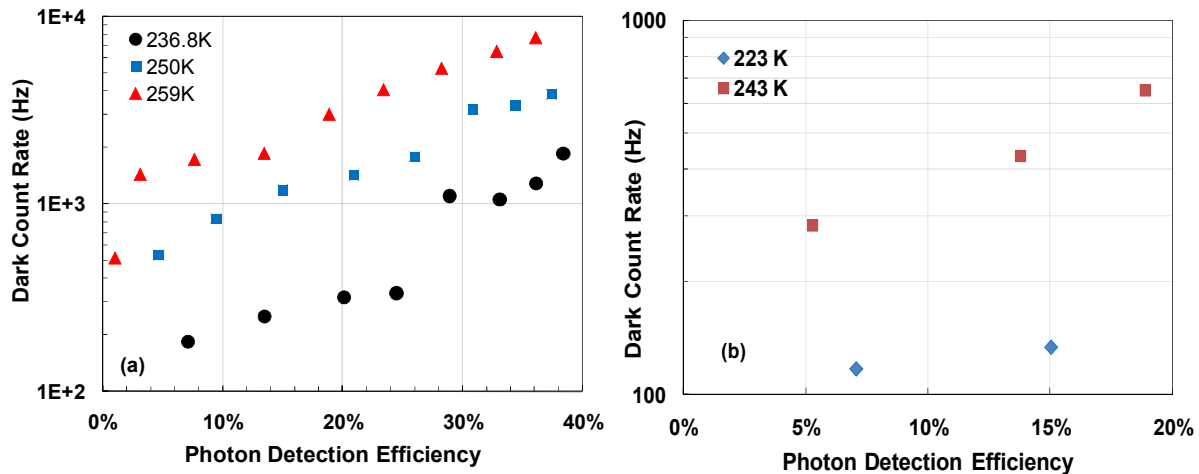 1E+4
1E+3
1E+2
Dark Count Rate (Hz)
236.8K
250K
259K
(a)
0% 10% 20% 30% 40%
Photon Detection Efficiency
1000
100
Dark Count Rate (Hz)
223 K
243 K
(b)
0% 5% 10% 15% 20%
Photon Detection Efficiency